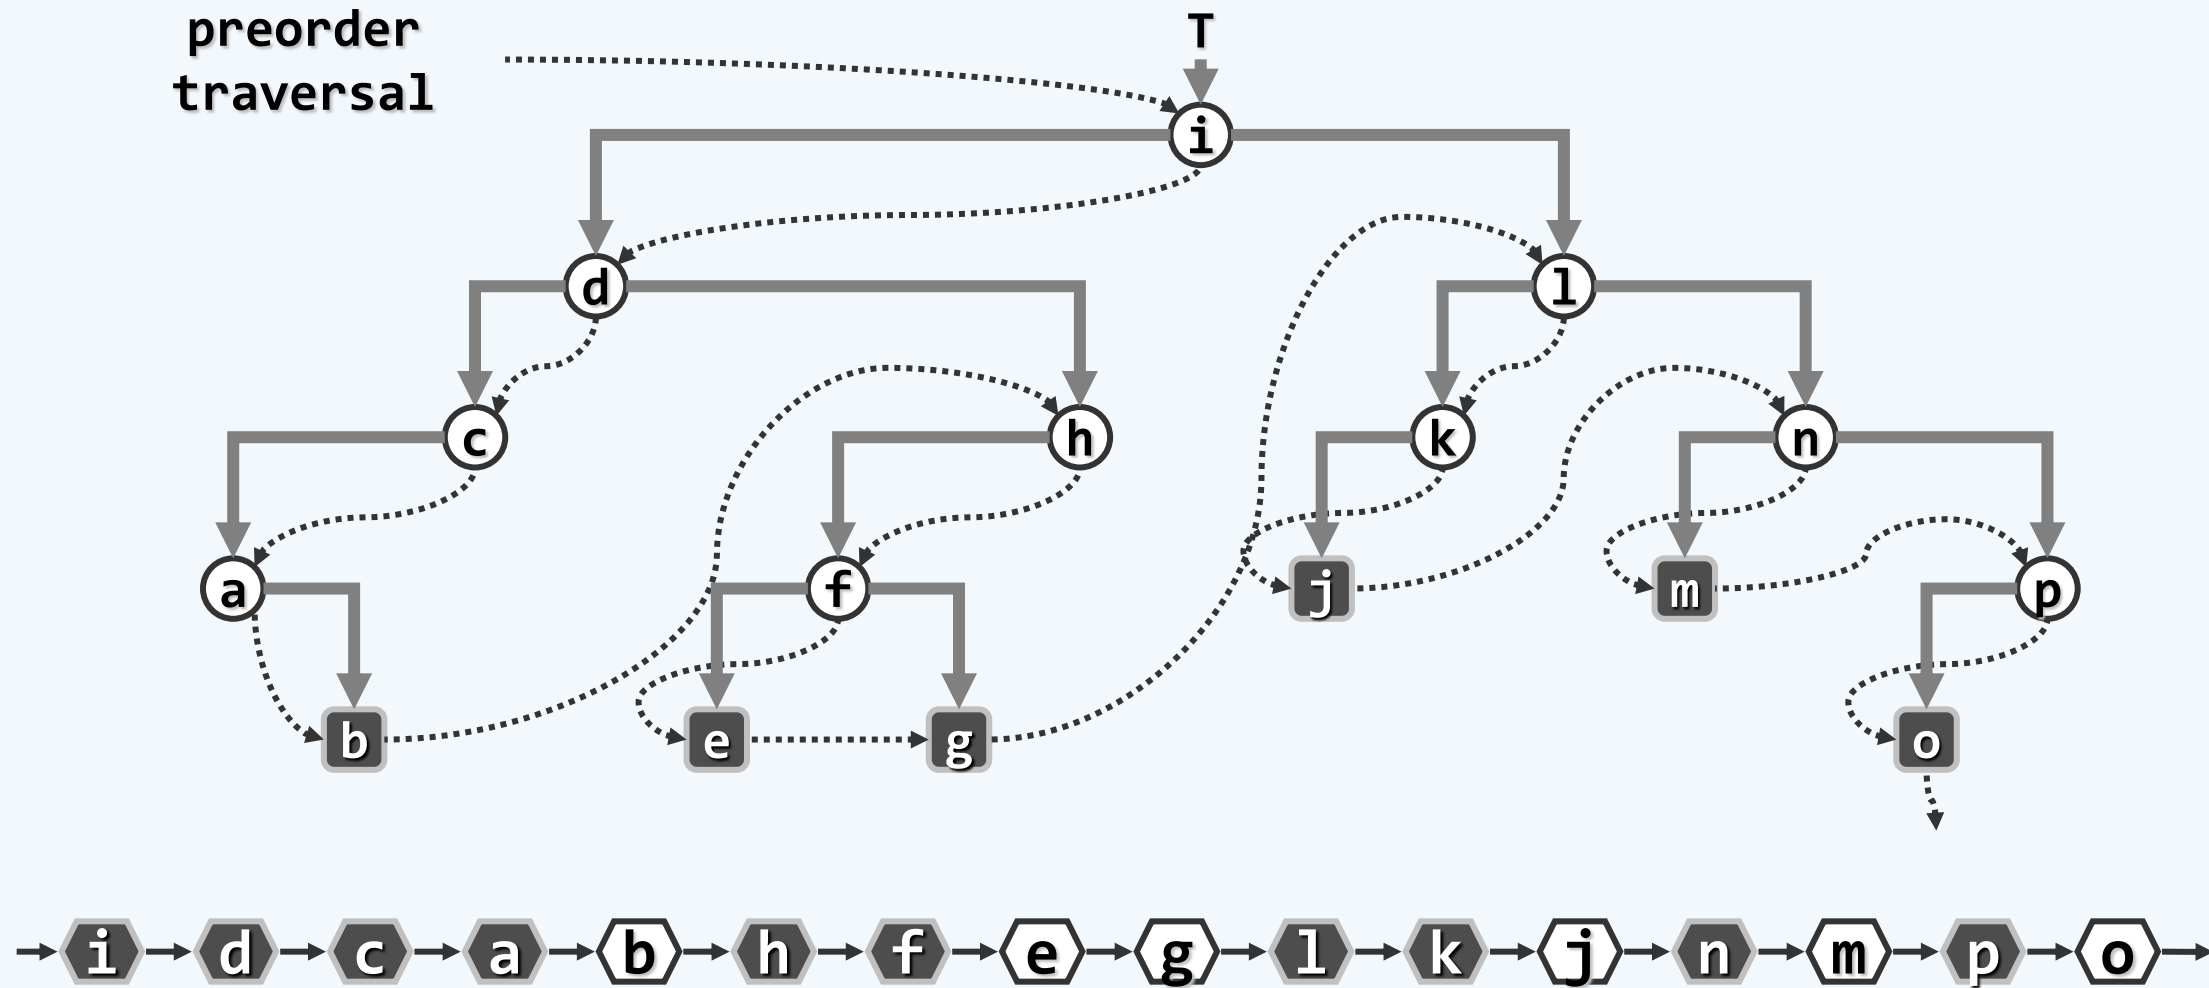 preorder
traversal
T
i
d l
c h k n
a f j m p
b e g o
i d c a b h f e g l k j n m p o